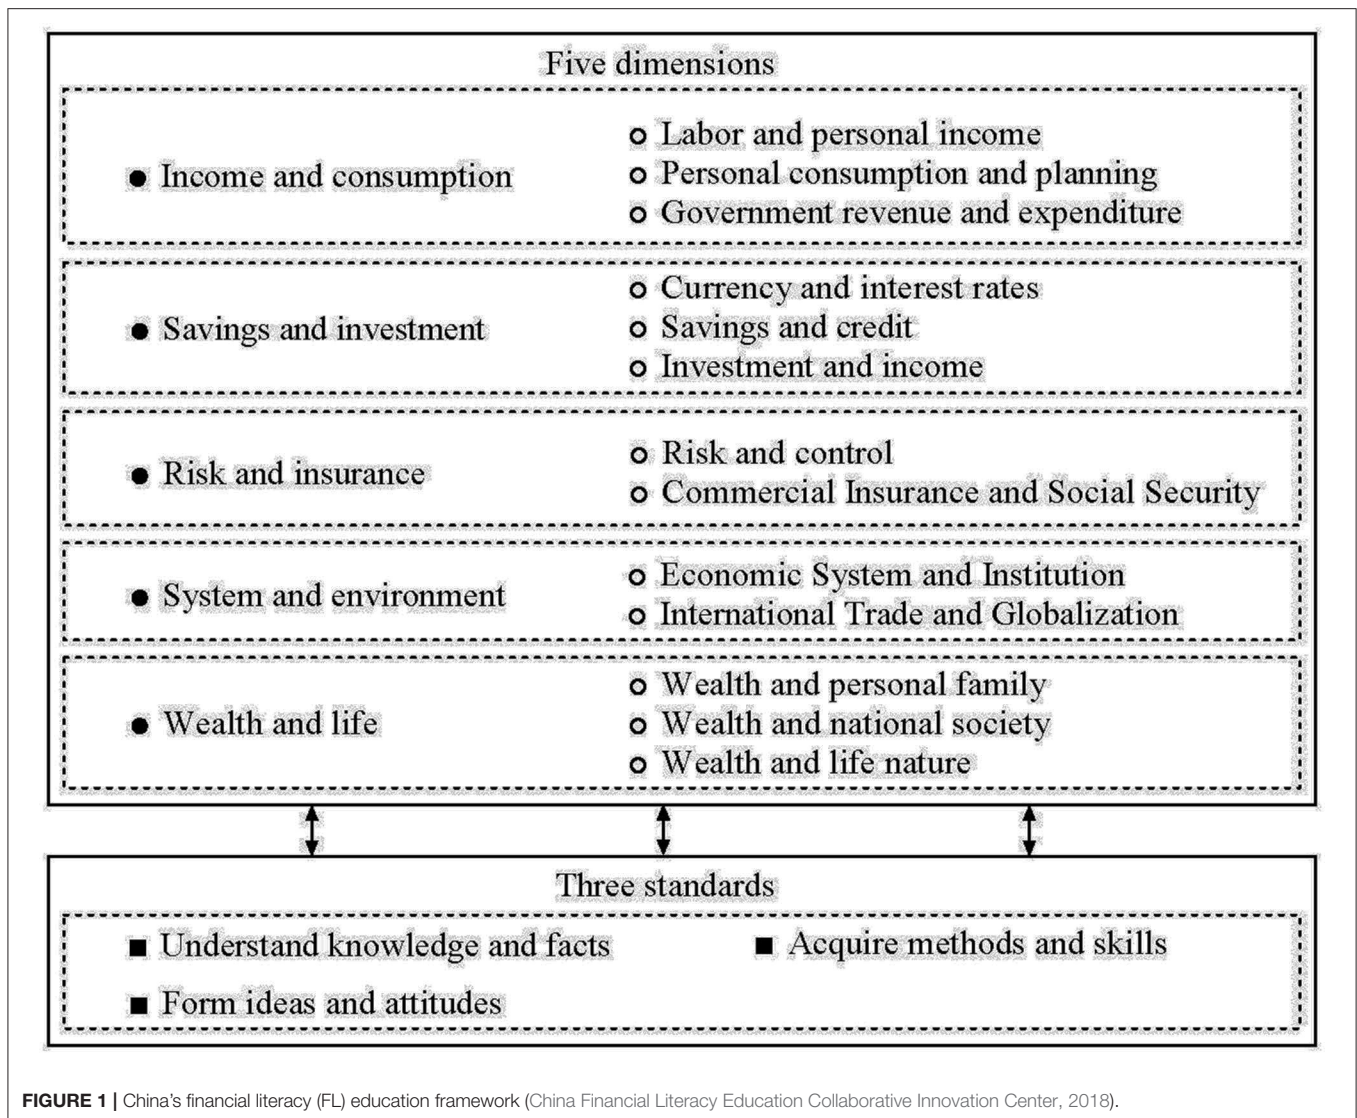 Five dimensions
● Income and consumption
○ Labor and personal income
○ Personal consumption and planning
○ Government revenue and expenditure
● Savings and investment
○ Currency and interest rates
○ Savings and credit
○ Investment and income
● Risk and insurance
○ Risk and control
○ Commercial Insurance and Social Security
● System and environment
○ Economic System and Institution
○ International Trade and Globalization
● Wealth and life
○ Wealth and personal family
○ Wealth and national society
○ Wealth and life nature
Three standards
■ Understand knowledge and facts
■ Acquire methods and skills
■ Form ideas and attitudes
FIGURE 1 | China's financial literacy (FL) education framework (China Financial Literacy Education Collaborative Innovation Center, 2018).